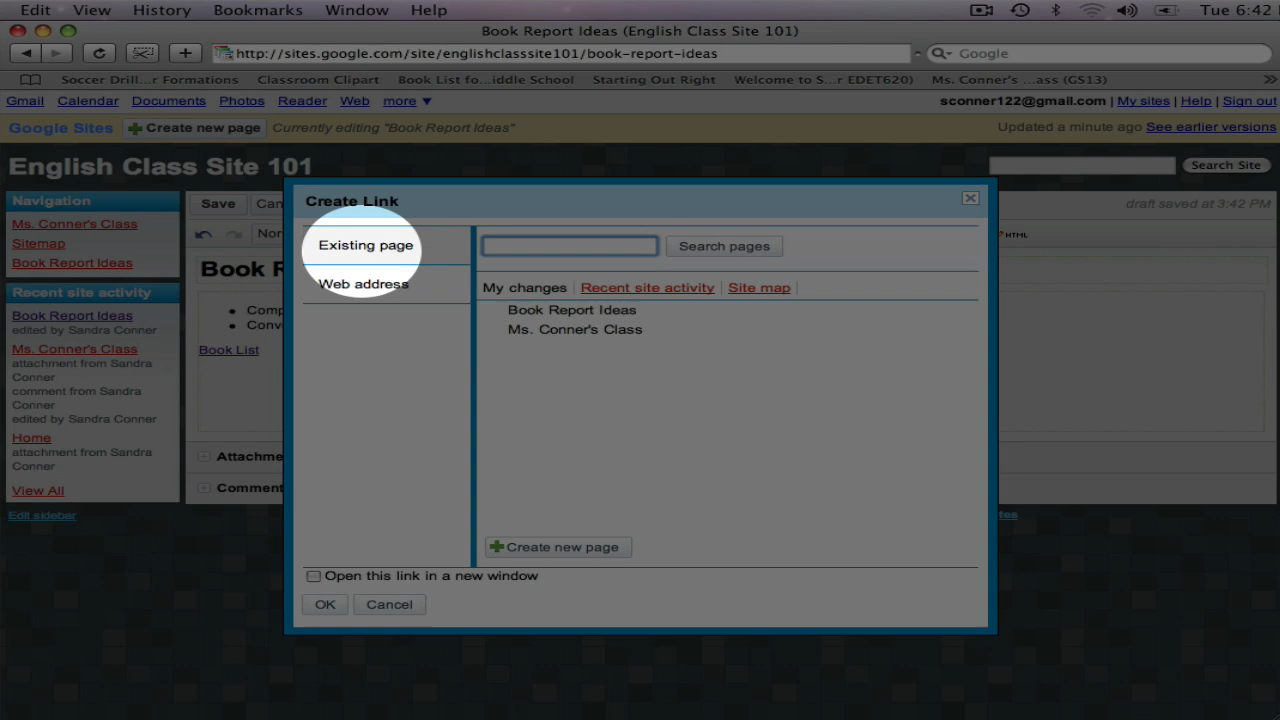 Edit View History Bookmarks Window Help Tue 6:42
Book Report Ideas (English Class Site 101)
http://sites.google.com/site/englishclasssite101/book-report-ideas Google
Soccer Drill...r Formations Classroom Clipart Book List fo...iddle School Starting Out Right Welcome to S...r EDET620) Ms. Conner's ...ass (GS13) >>
Gmail Calendar Documents Photos Reader Web more ▼ sconner122@gmail.com | My sites | Help | Sign out
Google Sites Create new page Currently editing "Book Report Ideas" Updated a minute ago See earlier versions
English Class Site 101 Search Site
Navigation
Ms. Conner's Class
Sitemap
Book Report Ideas
Recent site activity
Book Report Ideas
edited by Sandra Conner
Ms. Conner's Class
attachment from Sandra
Conner
comment from Sandra
Conner
edited by Sandra Conner
Home
attachment from Sandra
Conner
View All
Edit sidebar
Save Can draft saved at 3:42 PM
Nor HTML
Book R
Comp
Conv
Book List
Attachme
Comment
tes
Create Link
Existing page
Web address
Search pages
My changes Recent site activity Site map
Book Report Ideas
Ms. Conner's Class
Create new page
Open this link in a new window
OK Cancel